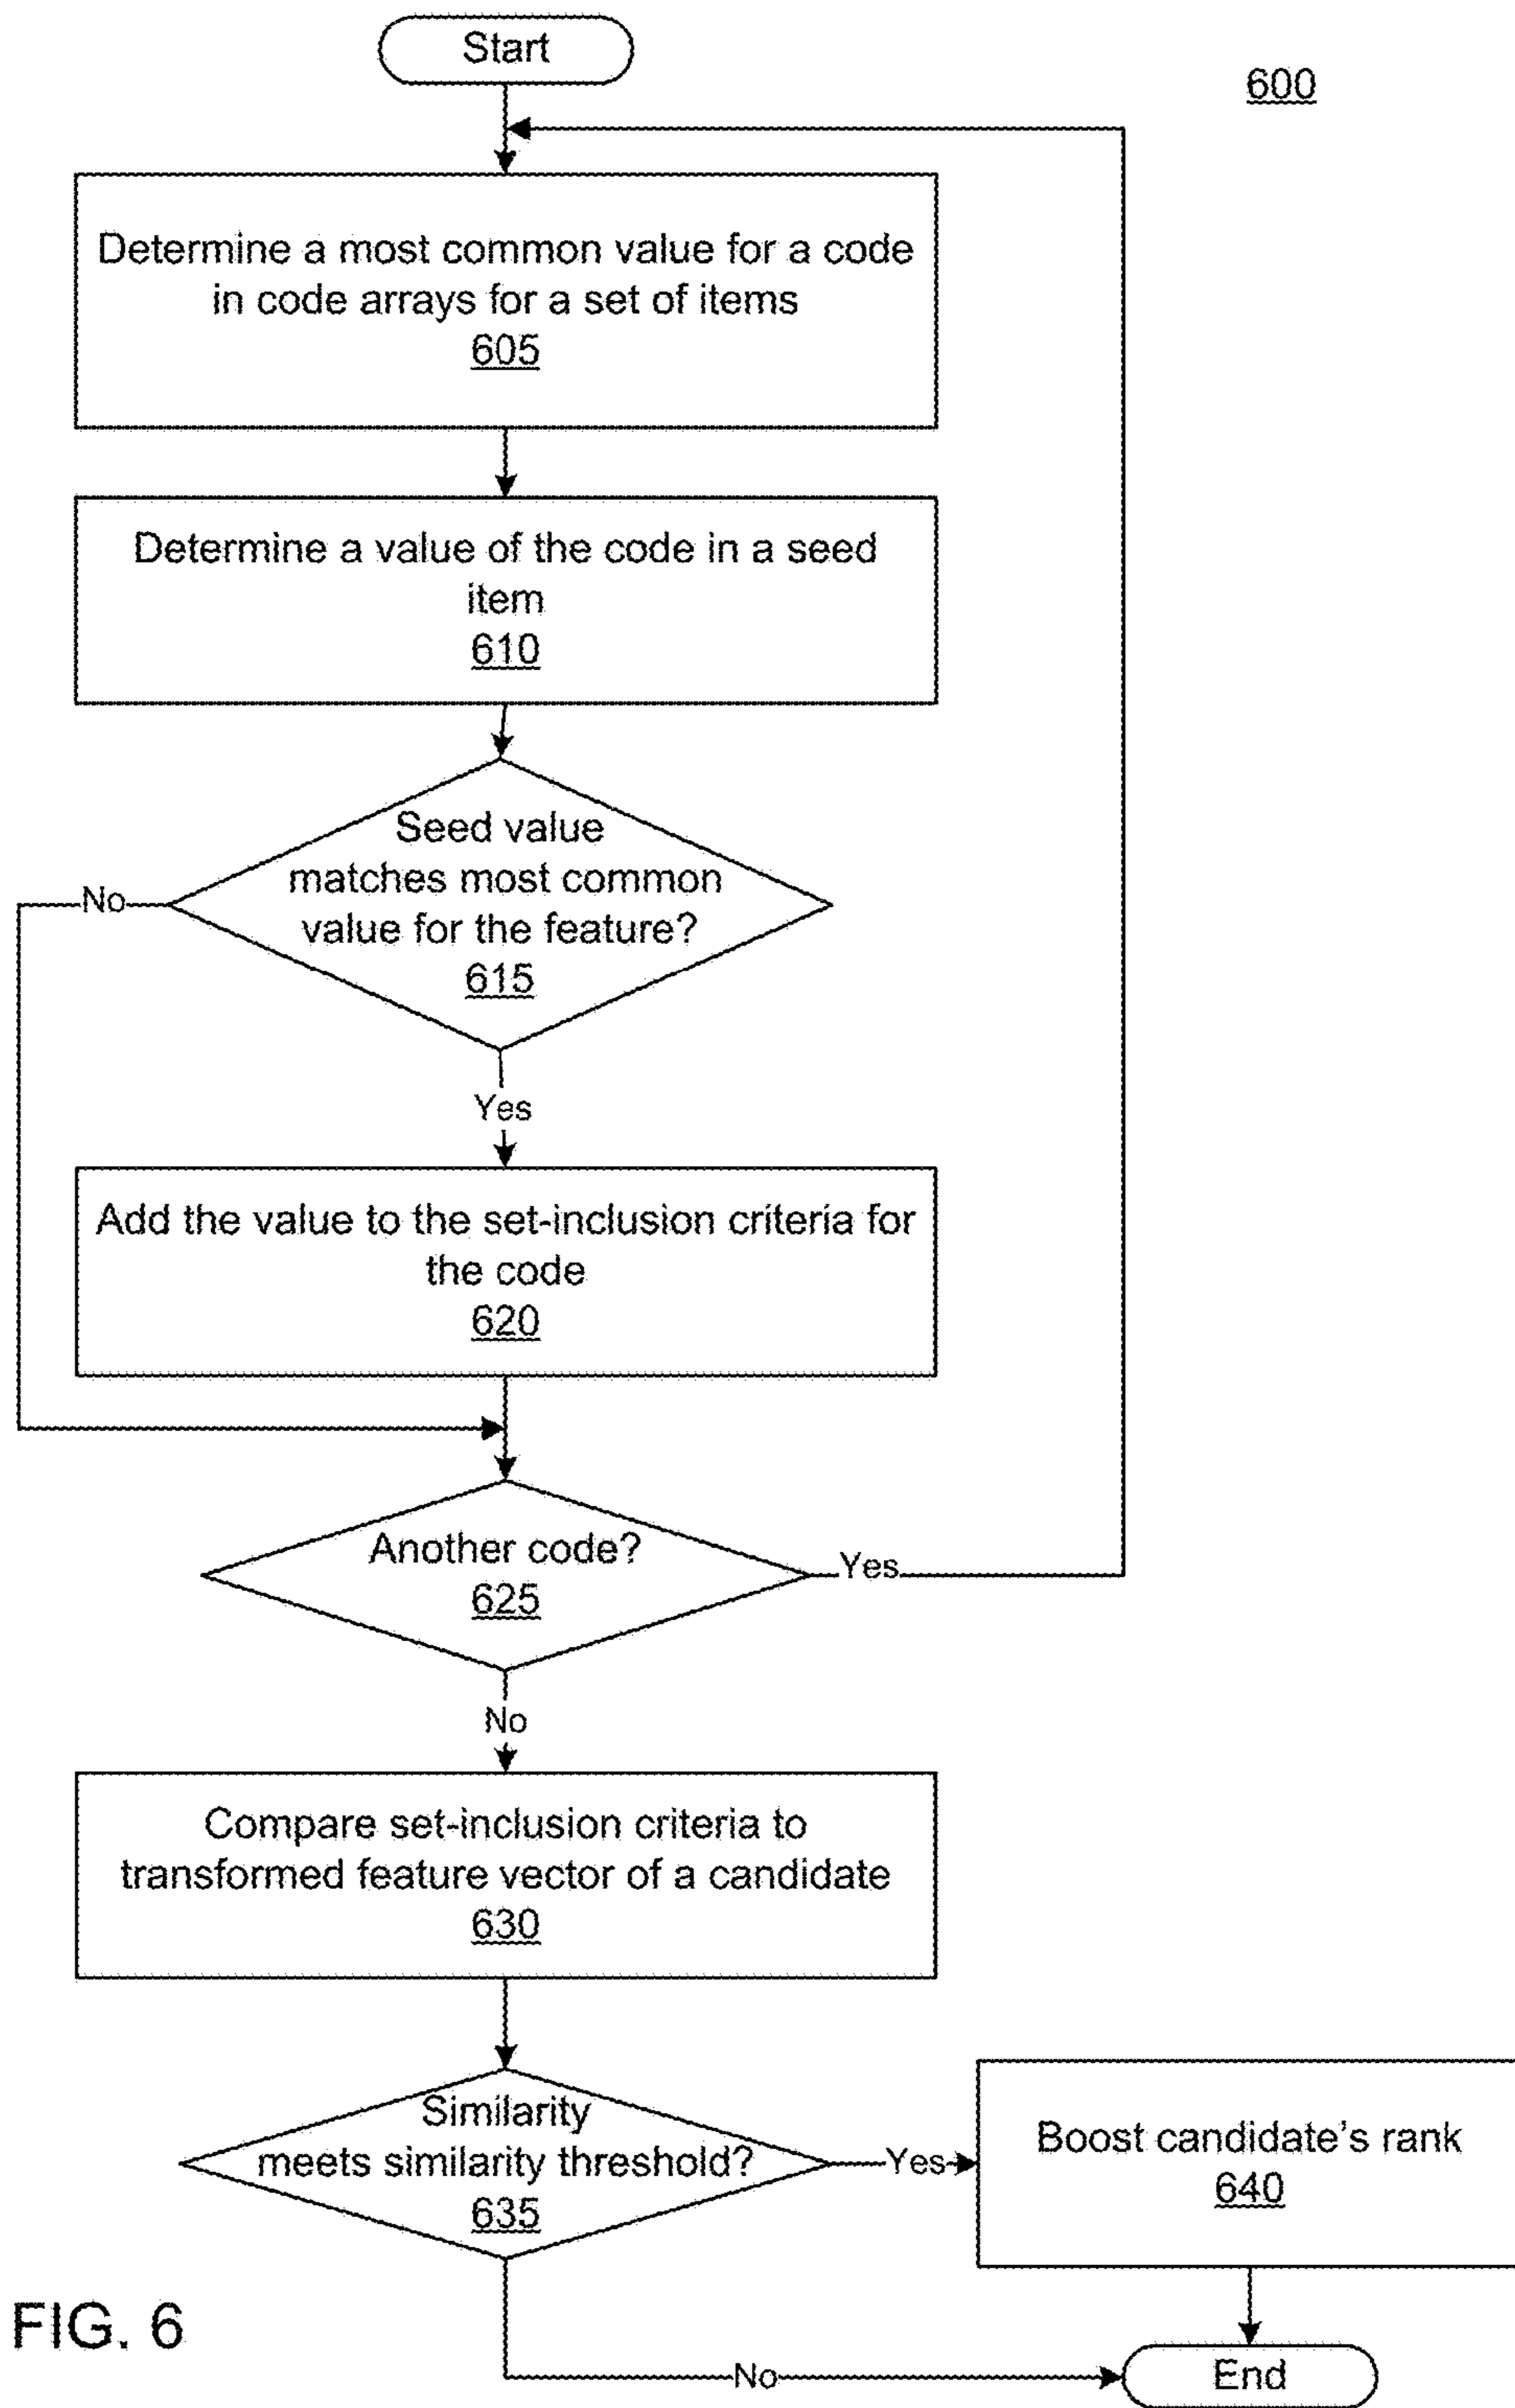 Start
600
Determine a most common value for a code
in code arrays for a set of items
605
Determine a value of the code in a seed
item
610
Seed value
matches most common
value for the feature?
615
No
Yes
Add the value to the set-inclusion criteria for
the code
620
Another code?
625
Yes
No
Compare set-inclusion criteria to
transformed feature vector of a candidate
630
Similarity
meets similarity threshold?
635
Yes
Boost candidate's rank
640
No
End
FIG. 6